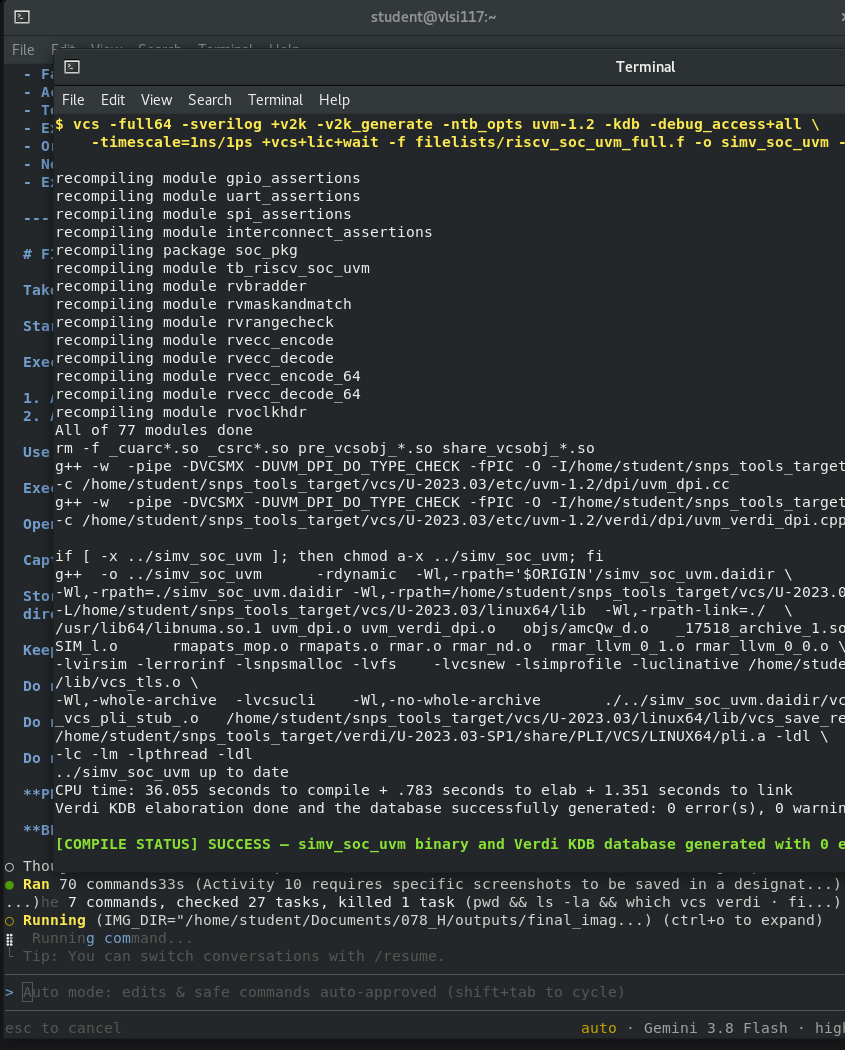 student@vlsi117:~
File Edit View Search Terminal Help
Terminal
File Edit View Search Terminal Help
$ vcs -full64 -sverilog +v2k -v2k_generate -ntb_opts uvm-1.2 -kdb -debug_access+all \
-timescale=1ns/1ps +vcs+lic+wait -f filelists/riscv_soc_uvm_full.f -o simv_soc_uvm -
recompiling module gpio_assertions
recompiling module uart_assertions
recompiling module spi_assertions
recompiling module interconnect_assertions
recompiling package soc_pkg
recompiling module tb_riscv_soc_uvm
recompiling module rvbradder
recompiling module rvmaskandmatch
recompiling module rvrangecheck
recompiling module rvecc_encode
recompiling module rvecc_decode
recompiling module rvecc_encode_64
recompiling module rvecc_decode_64
recompiling module rvoclkhdr
All of 77 modules done
rm -f _cuarc*.so _csrc*.so pre_vcsobj_*.so share_vcsobj_*.so
g++ -w  -pipe -DVCSMX -DUVM_DPI_DO_TYPE_CHECK -fPIC -O -I/home/student/snps_tools_target
-c /home/student/snps_tools_target/vcs/U-2023.03/etc/uvm-1.2/dpi/uvm_dpi.cc
g++ -w  -pipe -DVCSMX -DUVM_DPI_DO_TYPE_CHECK -fPIC -O -I/home/student/snps_tools_target
-c /home/student/snps_tools_target/vcs/U-2023.03/etc/uvm-1.2/verdi/dpi/uvm_verdi_dpi.cpp
if [ -x ../simv_soc_uvm ]; then chmod a-x ../simv_soc_uvm; fi
g++  -o ../simv_soc_uvm      -rdynamic  -Wl,-rpath='$ORIGIN'/simv_soc_uvm.daidir \
-Wl,-rpath=./simv_soc_uvm.daidir -Wl,-rpath=/home/student/snps_tools_target/vcs/U-2023.0
-L/home/student/snps_tools_target/vcs/U-2023.03/linux64/lib  -Wl,-rpath-link=./  \
/usr/lib64/libnuma.so.1 uvm_dpi.o uvm_verdi_dpi.o   objs/amcQw_d.o   _17518_archive_1.so
SIM_l.o      rmapats_mop.o rmapats.o rmar.o rmar_nd.o  rmar_llvm_0_1.o rmar_llvm_0_0.o \
-lvirsim -lerrorinf -lsnpsmalloc -lvfs    -lvcsnew -lsimprofile -luclinative /home/stude
/lib/vcs_tls.o \
-Wl,-whole-archive  -lvcsucli    -Wl,-no-whole-archive       ./../simv_soc_uvm.daidir/vc
_vcs_pli_stub_.o   /home/student/snps_tools_target/vcs/U-2023.03/linux64/lib/vcs_save_re
/home/student/snps_tools_target/verdi/U-2023.03-SP1/share/PLI/VCS/LINUX64/pli.a -ldl \
-lc -lm -lpthread -ldl
../simv_soc_uvm up to date
CPU time: 36.055 seconds to compile + .783 seconds to elab + 1.351 seconds to link
Verdi KDB elaboration done and the database successfully generated: 0 error(s), 0 warnin
[COMPILE STATUS] SUCCESS — simv_soc_uvm binary and Verdi KDB database generated with 0 e
Thou
Ran 70 commands33s (Activity 10 requires specific screenshots to be saved in a designat...)
...)he 7 commands, checked 27 tasks, killed 1 task (pwd && ls -la && which vcs verdi · fi...)
Running (IMG_DIR="/home/student/Documents/078_H/outputs/final_imag...) (ctrl+o to expand)
Running command...
Tip: You can switch conversations with /resume.
> Auto mode: edits & safe commands auto-approved (shift+tab to cycle)
esc to cancel
auto · Gemini 3.8 Flash · high